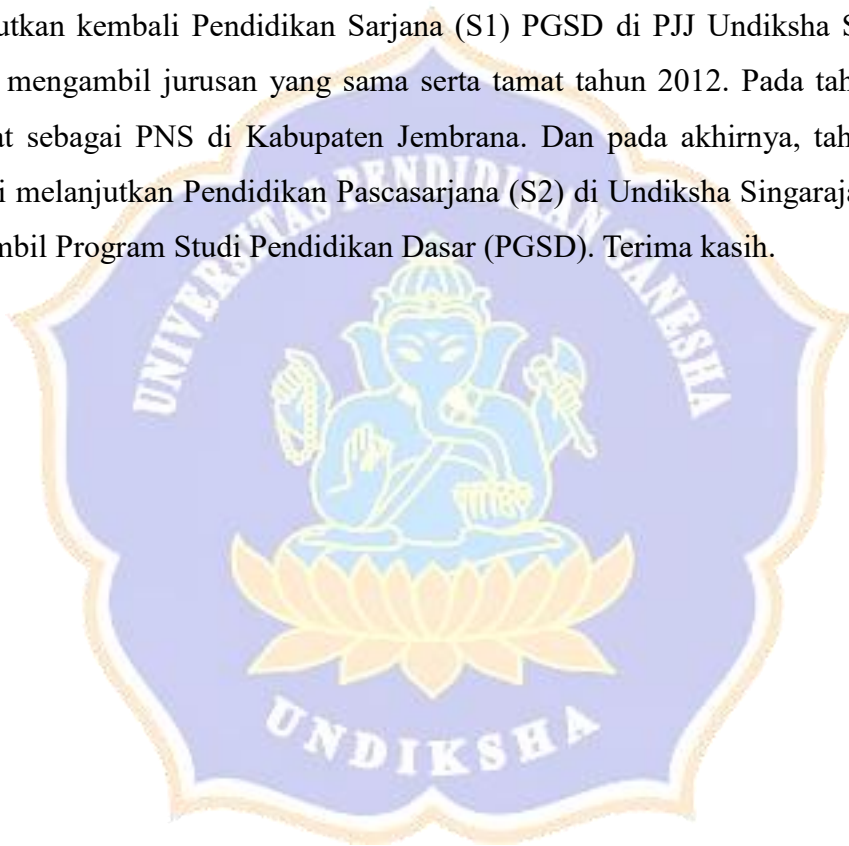 utkan kembali Pendidikan Sarjana (S1) PGSD di PJJ Undiksha S
mengambil jurusan yang sama serta tamat tahun 2012. Pada tah
at sebagai PNS di Kabupaten Jembrana. Dan pada akhirnya, tah
i melanjutkan Pendidikan Pascasarjana (S2) di Undiksha Singaraja
mbil Program Studi Pendidikan Dasar (PGSD). Terima kasih.
UNIVERSITAS PENDIDIKAN GANESHA
UNDIKSHA